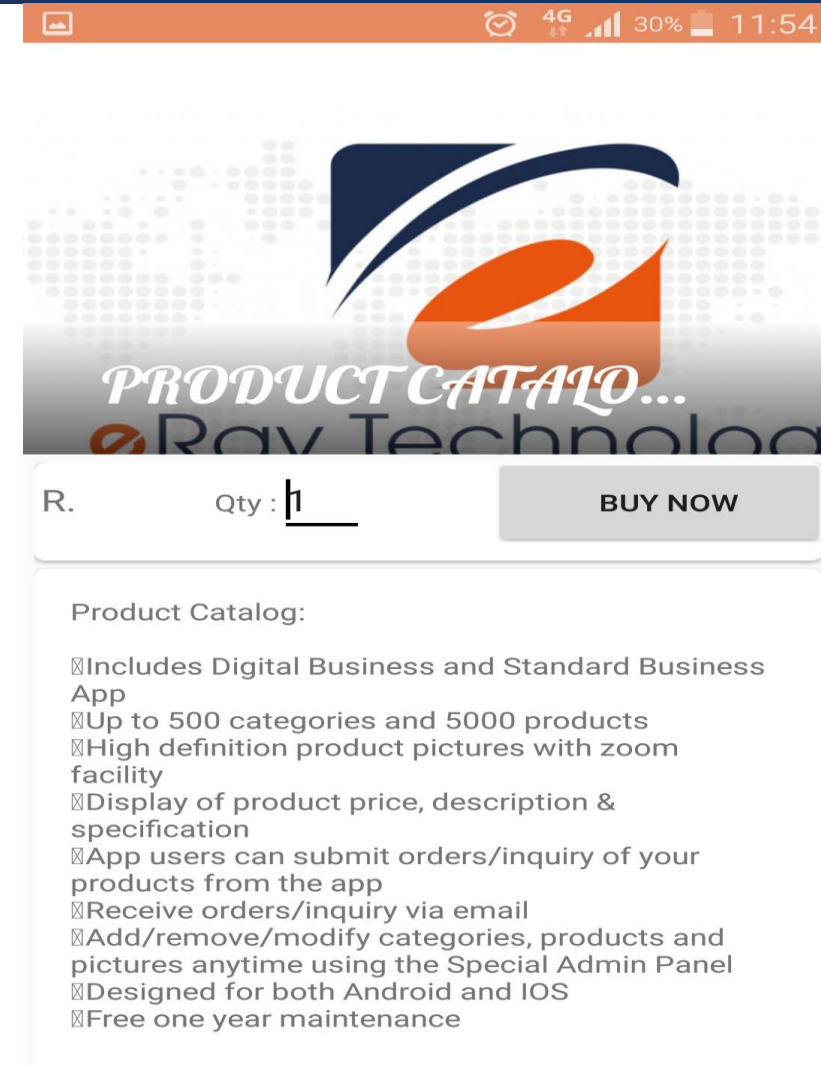 4G 30% 11:54
PRODUCT CATALO...
eRay Technolog
R. Qty : 1 BUY NOW
Product Catalog:
Includes Digital Business and Standard Business
App
Up to 500 categories and 5000 products
High definition product pictures with zoom
facility
Display of product price, description &
specification
App users can submit orders/inquiry of your
products from the app
Receive orders/inquiry via email
Add/remove/modify categories, products and
pictures anytime using the Special Admin Panel
Designed for both Android and IOS
Free one year maintenance